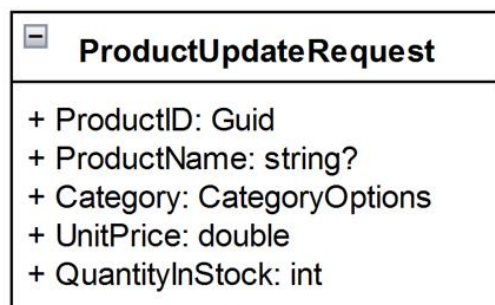 ProductUpdateRequest
+ ProductID: Guid
+ ProductName: string?
+ Category: CategoryOptions
+ UnitPrice: double
+ QuantityInStock: int